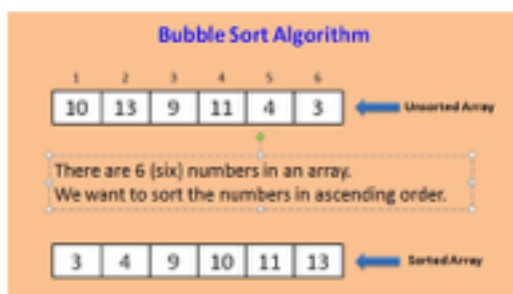 Bubble Sort Algorithm
1 2 3 4 5 6
10 13 9 11 4 3 Unsorted Array
There are 6 (six) numbers in an array.
We want to sort the numbers in ascending order.
3 4 9 10 11 13 Sorted Array